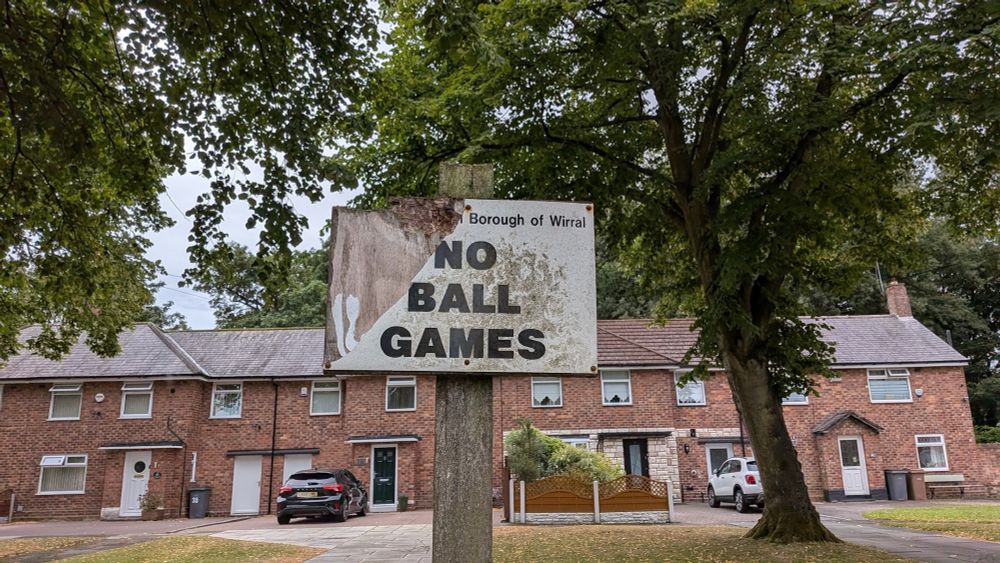 Borough of Wirral
NO
BALL
GAMES